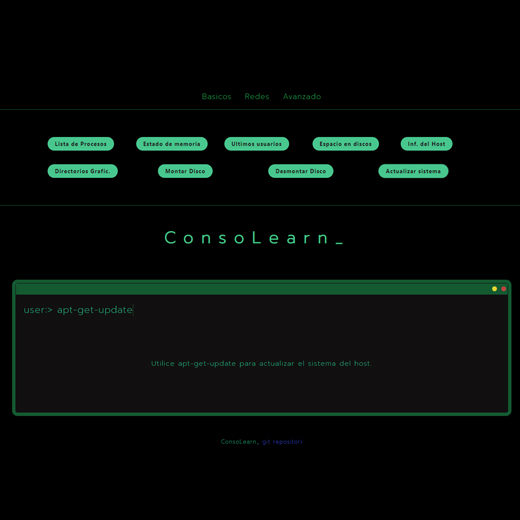 Basicos Redes Avanzado
Lista de Procesos Estado de memoria Ultimos usuarios Espacio en discos Inf. del Host
Directorios Grafic. Montar Disco Desmontar Disco Actualizar sistema
ConsoLearn_
user:> apt-get-update
Utilice apt-get-update para actualizar el sistema del host.
ConsoLearn_ git repositori